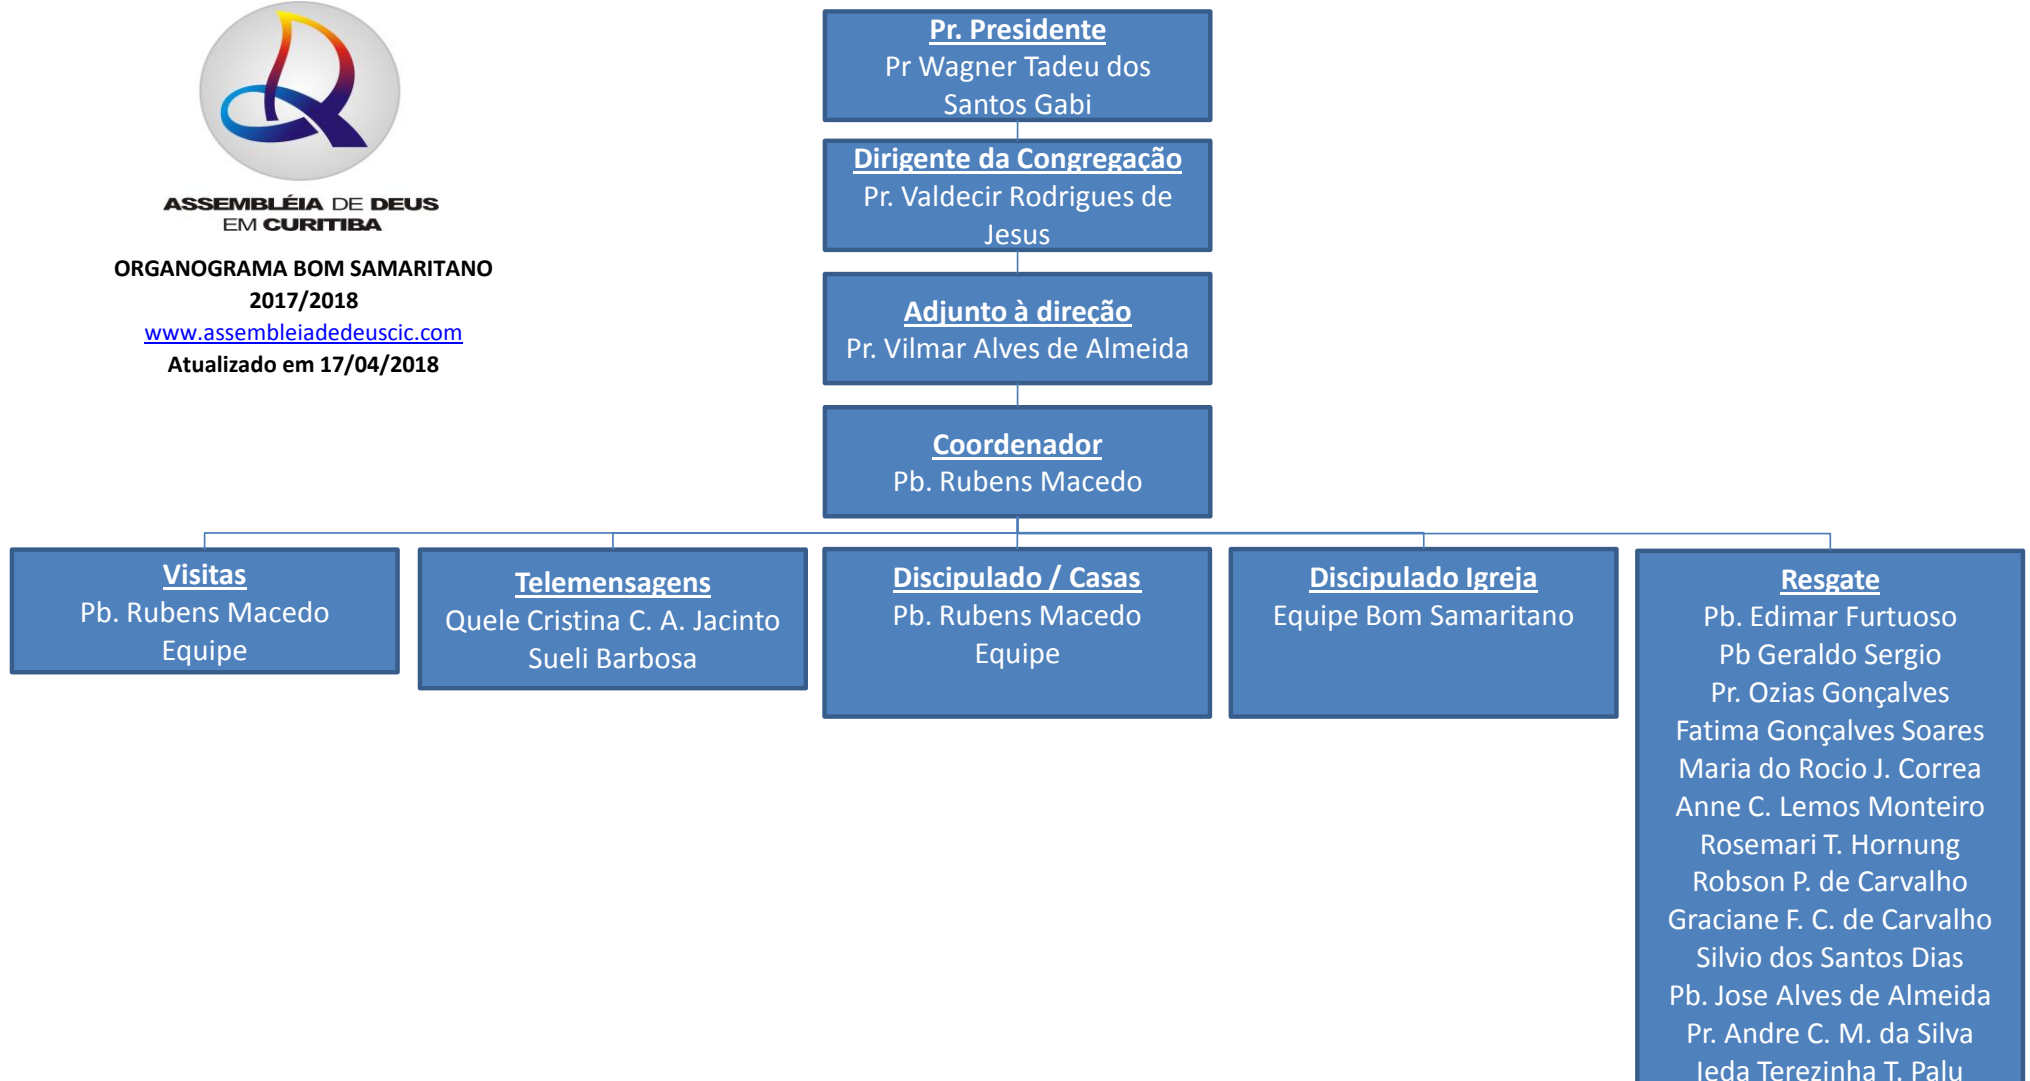 ASSEMBLÉIA DE DEUS
EM CURITIBA
ORGANOGRAMA BOM SAMARITANO
2017/2018
www.assembleiadedeuscic.com
Atualizado em 17/04/2018
Pr. Presidente
Pr Wagner Tadeu dos
Santos Gabi
Dirigente da Congregação
Pr. Valdecir Rodrigues de
Jesus
Adjunto à direção
Pr. Vilmar Alves de Almeida
Coordenador
Pb. Rubens Macedo
Visitas
Pb. Rubens Macedo
Equipe
Telemensagens
Quele Cristina C. A. Jacinto
Sueli Barbosa
Discipulado / Casas
Pb. Rubens Macedo
Equipe
Discipulado Igreja
Equipe Bom Samaritano
Resgate
Pb. Edimar Furtuoso
Pb Geraldo Sergio
Pr. Ozias Gonçalves
Fatima Gonçalves Soares
Maria do Rocio J. Correa
Anne C. Lemos Monteiro
Rosemari T. Hornung
Robson P. de Carvalho
Graciane F. C. de Carvalho
Silvio dos Santos Dias
Pb. Jose Alves de Almeida
Pr. Andre C. M. da Silva
Ieda Terezinha T. Palu